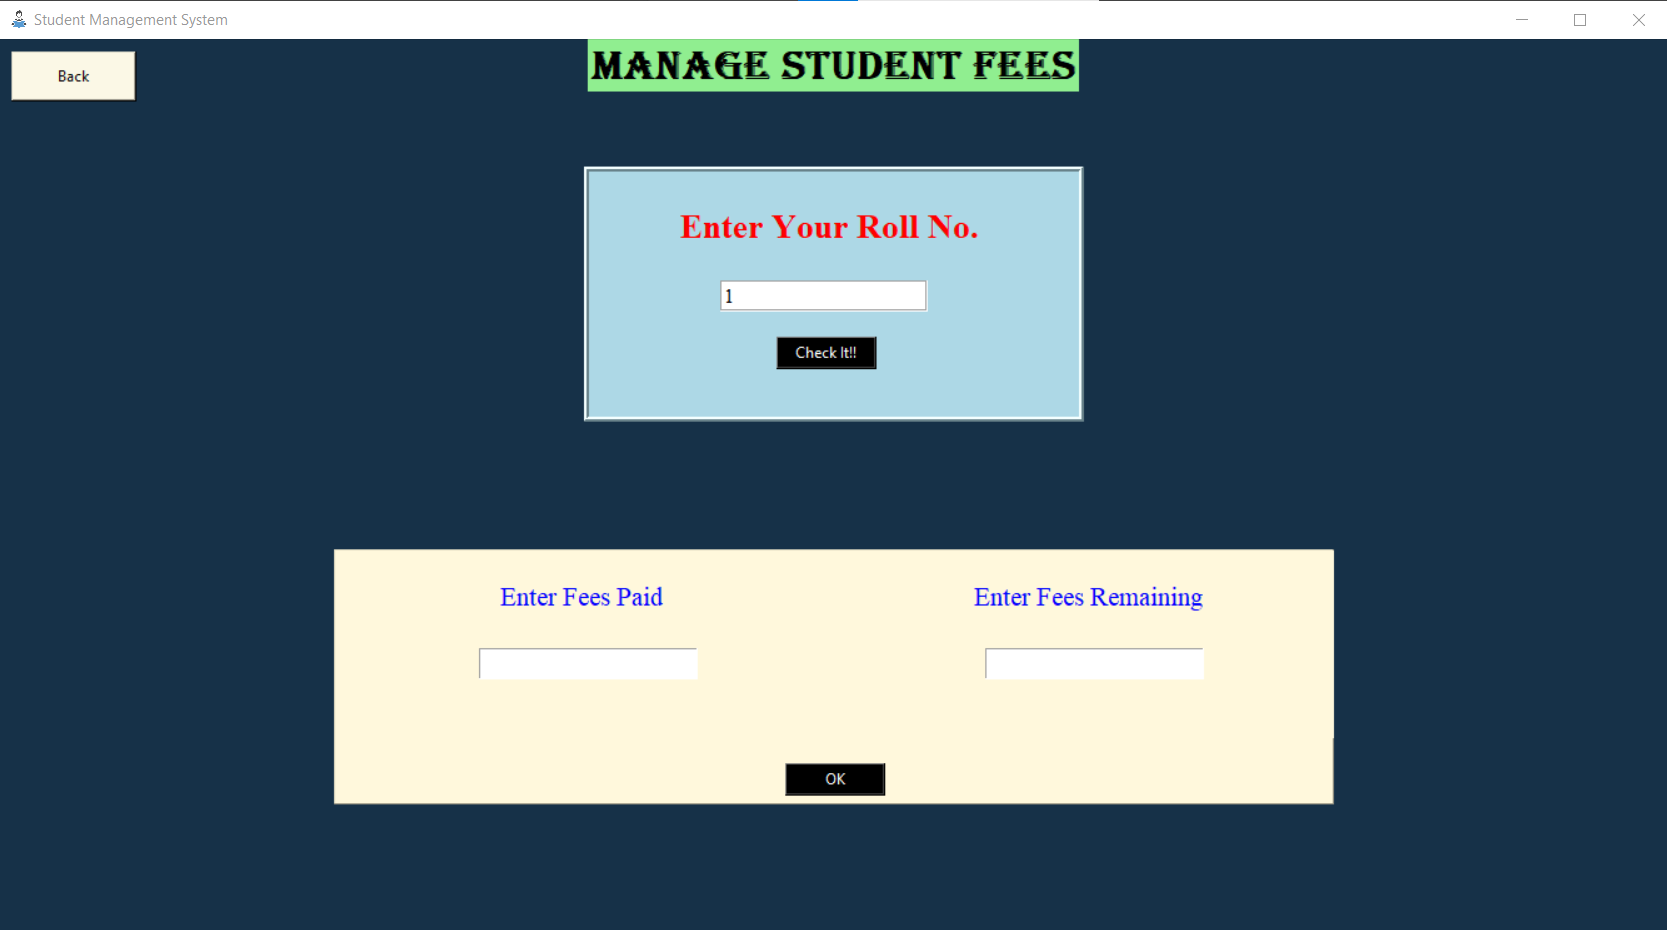 Student Management System
Back
MANAGE STUDENT FEES
Enter Your Roll No.
1
Check It!!
Enter Fees Paid
Enter Fees Remaining
OK